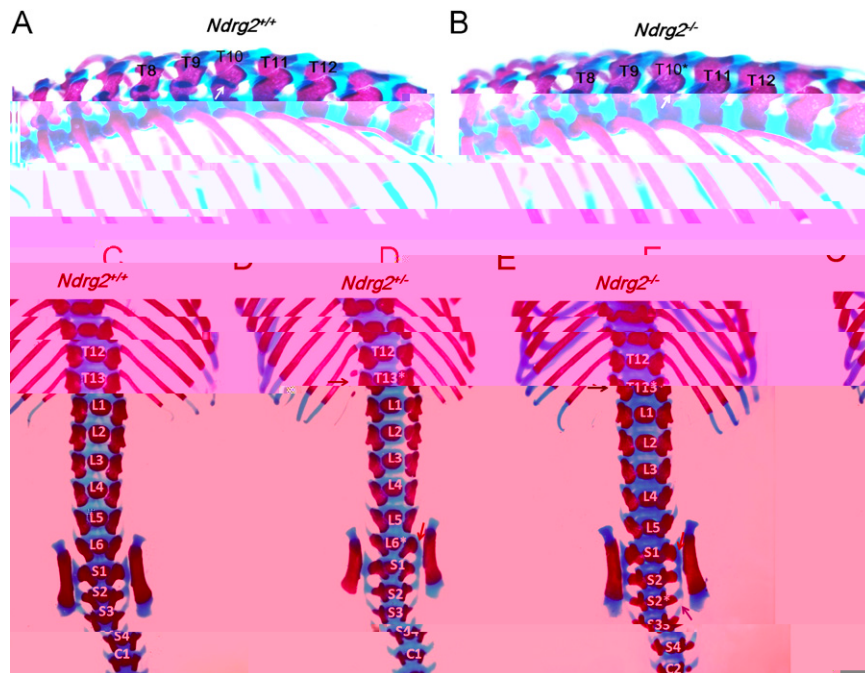 A Ndrg2+/+
B Ndrg2-/-
T8 T9 T10 T11 T12
T8 T9 T10* T11 T12
C D E
Ndrg2+/+
Ndrg2+/-
Ndrg2-/-
T12
T13
L1
L2
L3
L4
L5
L6
S1
S2
S3
S4
C1
T12
T13*
L1
L2
L3
L4
L5
L6*
S1
S2
S3
C1
T12
L1
L2
L3
L4
L5
S1
S2
S2*
S4
C2